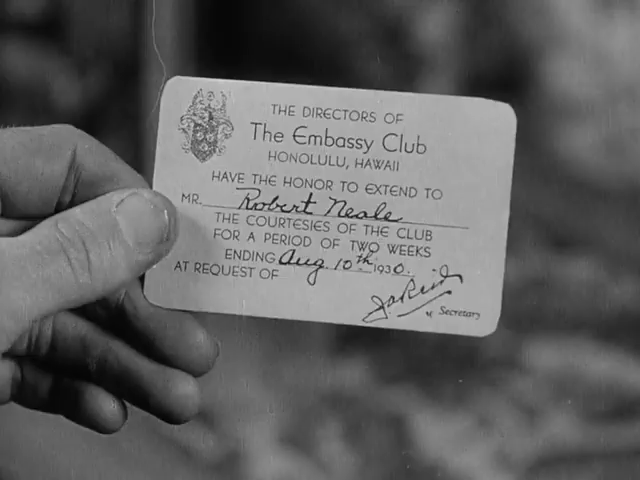 THE DIRECTORS OF
The Embassy Club
HONOLULU, HAWAII
HAVE THE HONOR TO EXTEND TO
MR. Robert Neale
THE COURTESIES OF THE CLUB
FOR A PERIOD OF TWO WEEKS
ENDING Aug. 10th 1930.
AT REQUEST OF
Secretary